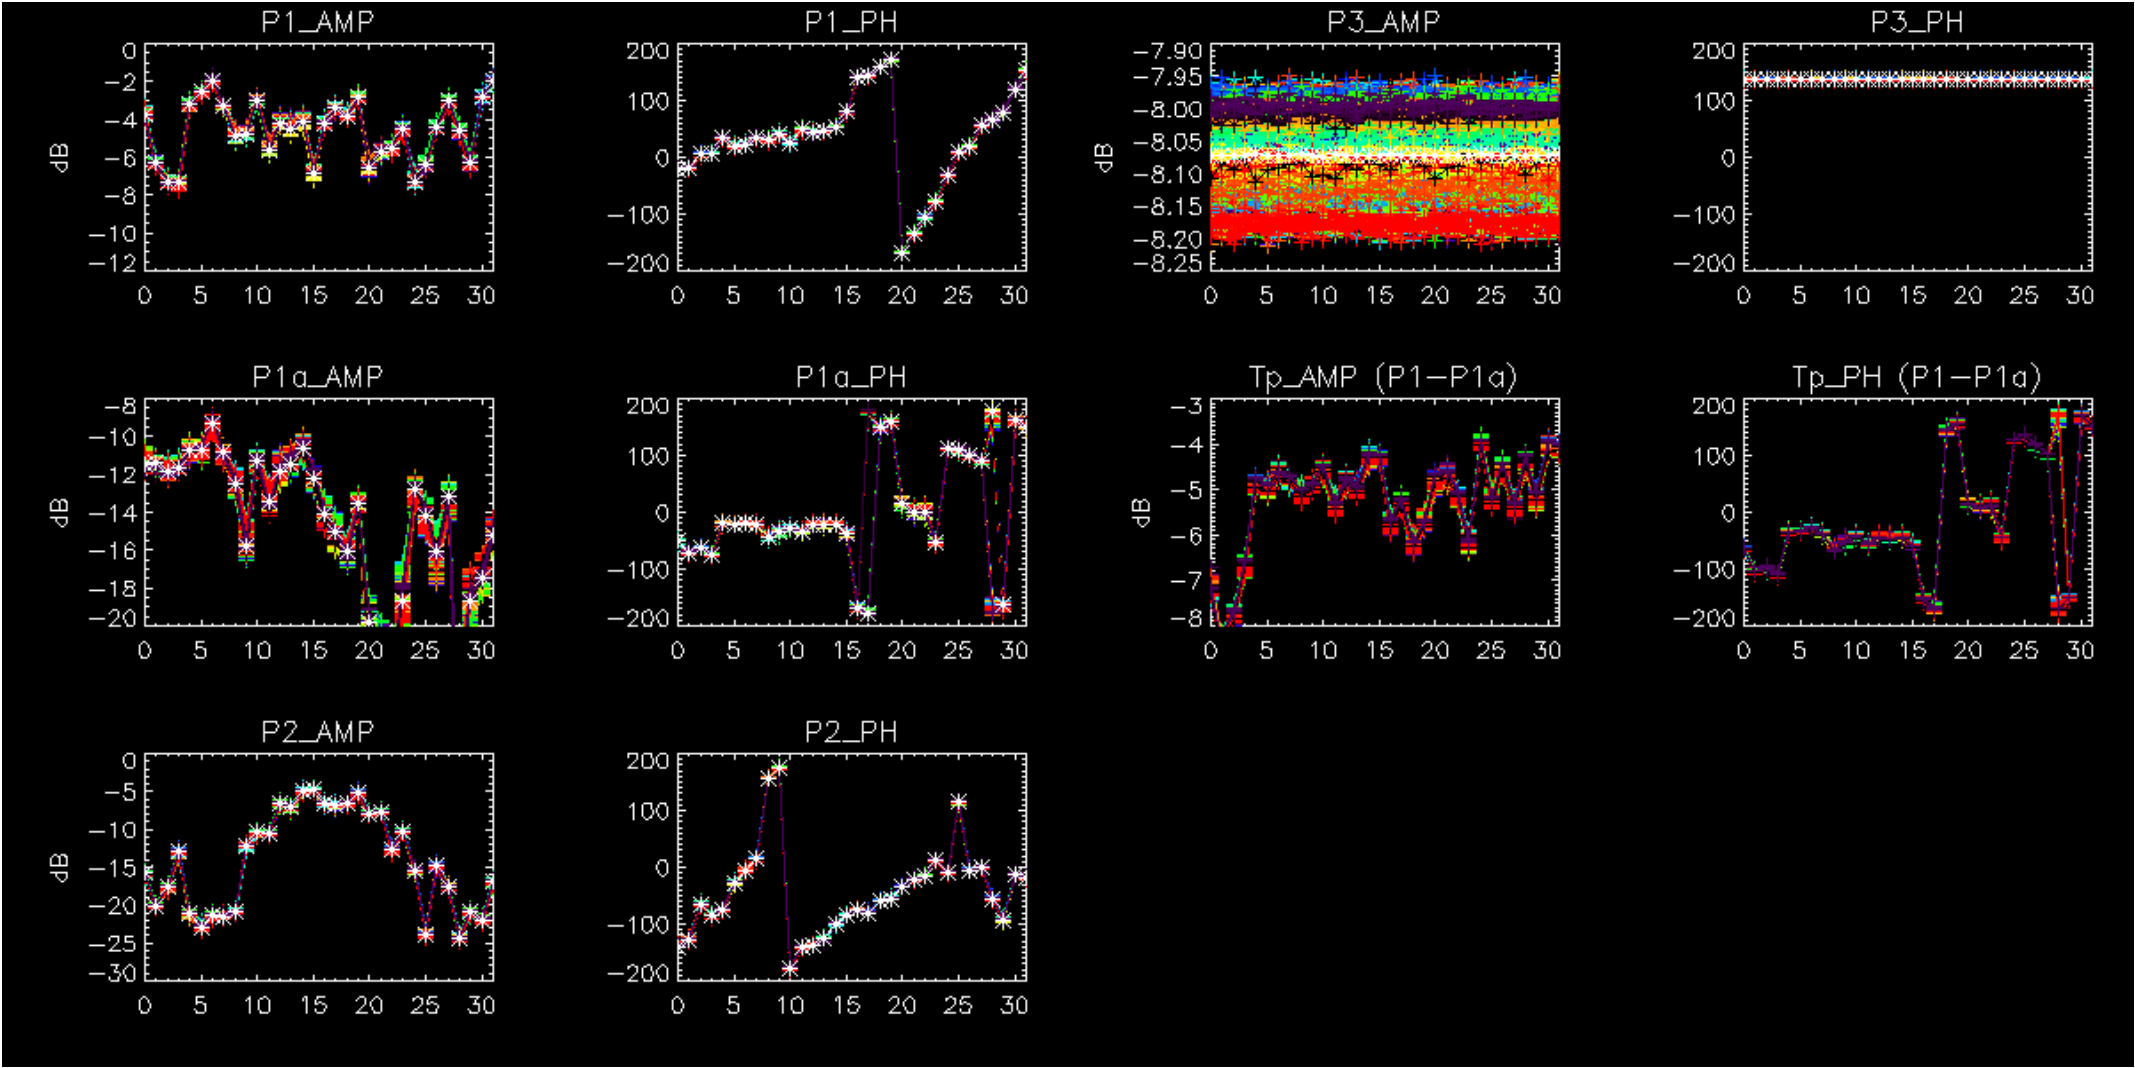 P1_AMP
P1_PH
P3_AMP
P3_PH
0
-2
-4
-6
-8
-10
-12
dB
0 5 10 15 20 25 30
200
100
0
-100
-200
0 5 10 15 20 25 30
-7.90
-7.95
-8.00
-8.05
-8.10
-8.15
-8.20
-8.25
dB
0 5 10 15 20 25 30
200
100
0
-100
-200
0 5 10 15 20 25 30
P1a_AMP
P1a_PH
Tp_AMP (P1-P1a)
Tp_PH (P1-P1a)
-8
-10
-12
-14
-16
-18
-20
dB
0 5 10 15 20 25 30
200
100
0
-100
-200
0 5 10 15 20 25 30
-3
-4
-5
-6
-7
-8
dB
0 5 10 15 20 25 30
200
100
0
-100
-200
0 5 10 15 20 25 30
P2_AMP
P2_PH
0
-5
-10
-15
-20
-25
-30
dB
0 5 10 15 20 25 30
200
100
0
-100
-200
0 5 10 15 20 25 30